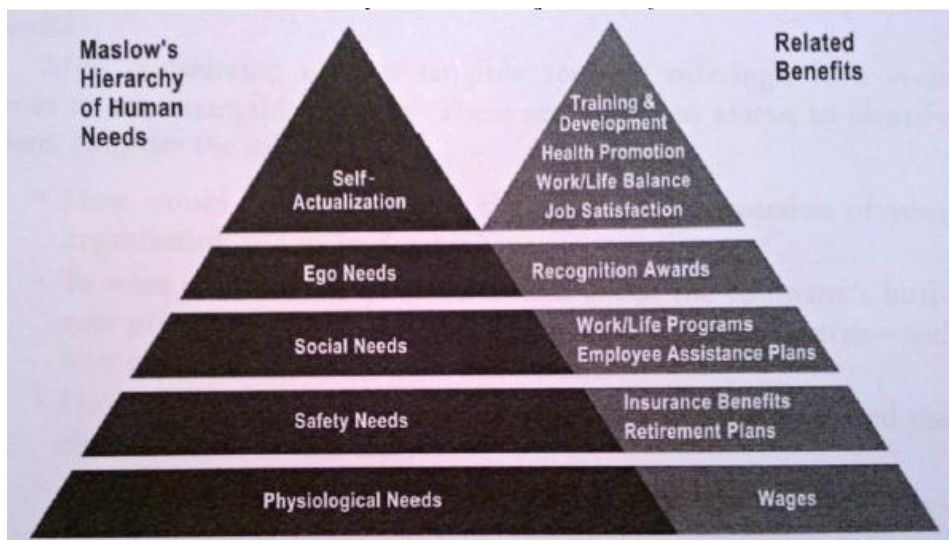 Maslow's
Hierarchy
of Human
Needs
Related
Benefits
Self-
Actualization
Training &
Development
Health Promotion
Work/Life Balance
Job Satisfaction
Ego Needs
Recognition Awards
Social Needs
Work/Life Programs
Employee Assistance Plans
Safety Needs
Insurance Benefits
Retirement Plans
Physiological Needs
Wages